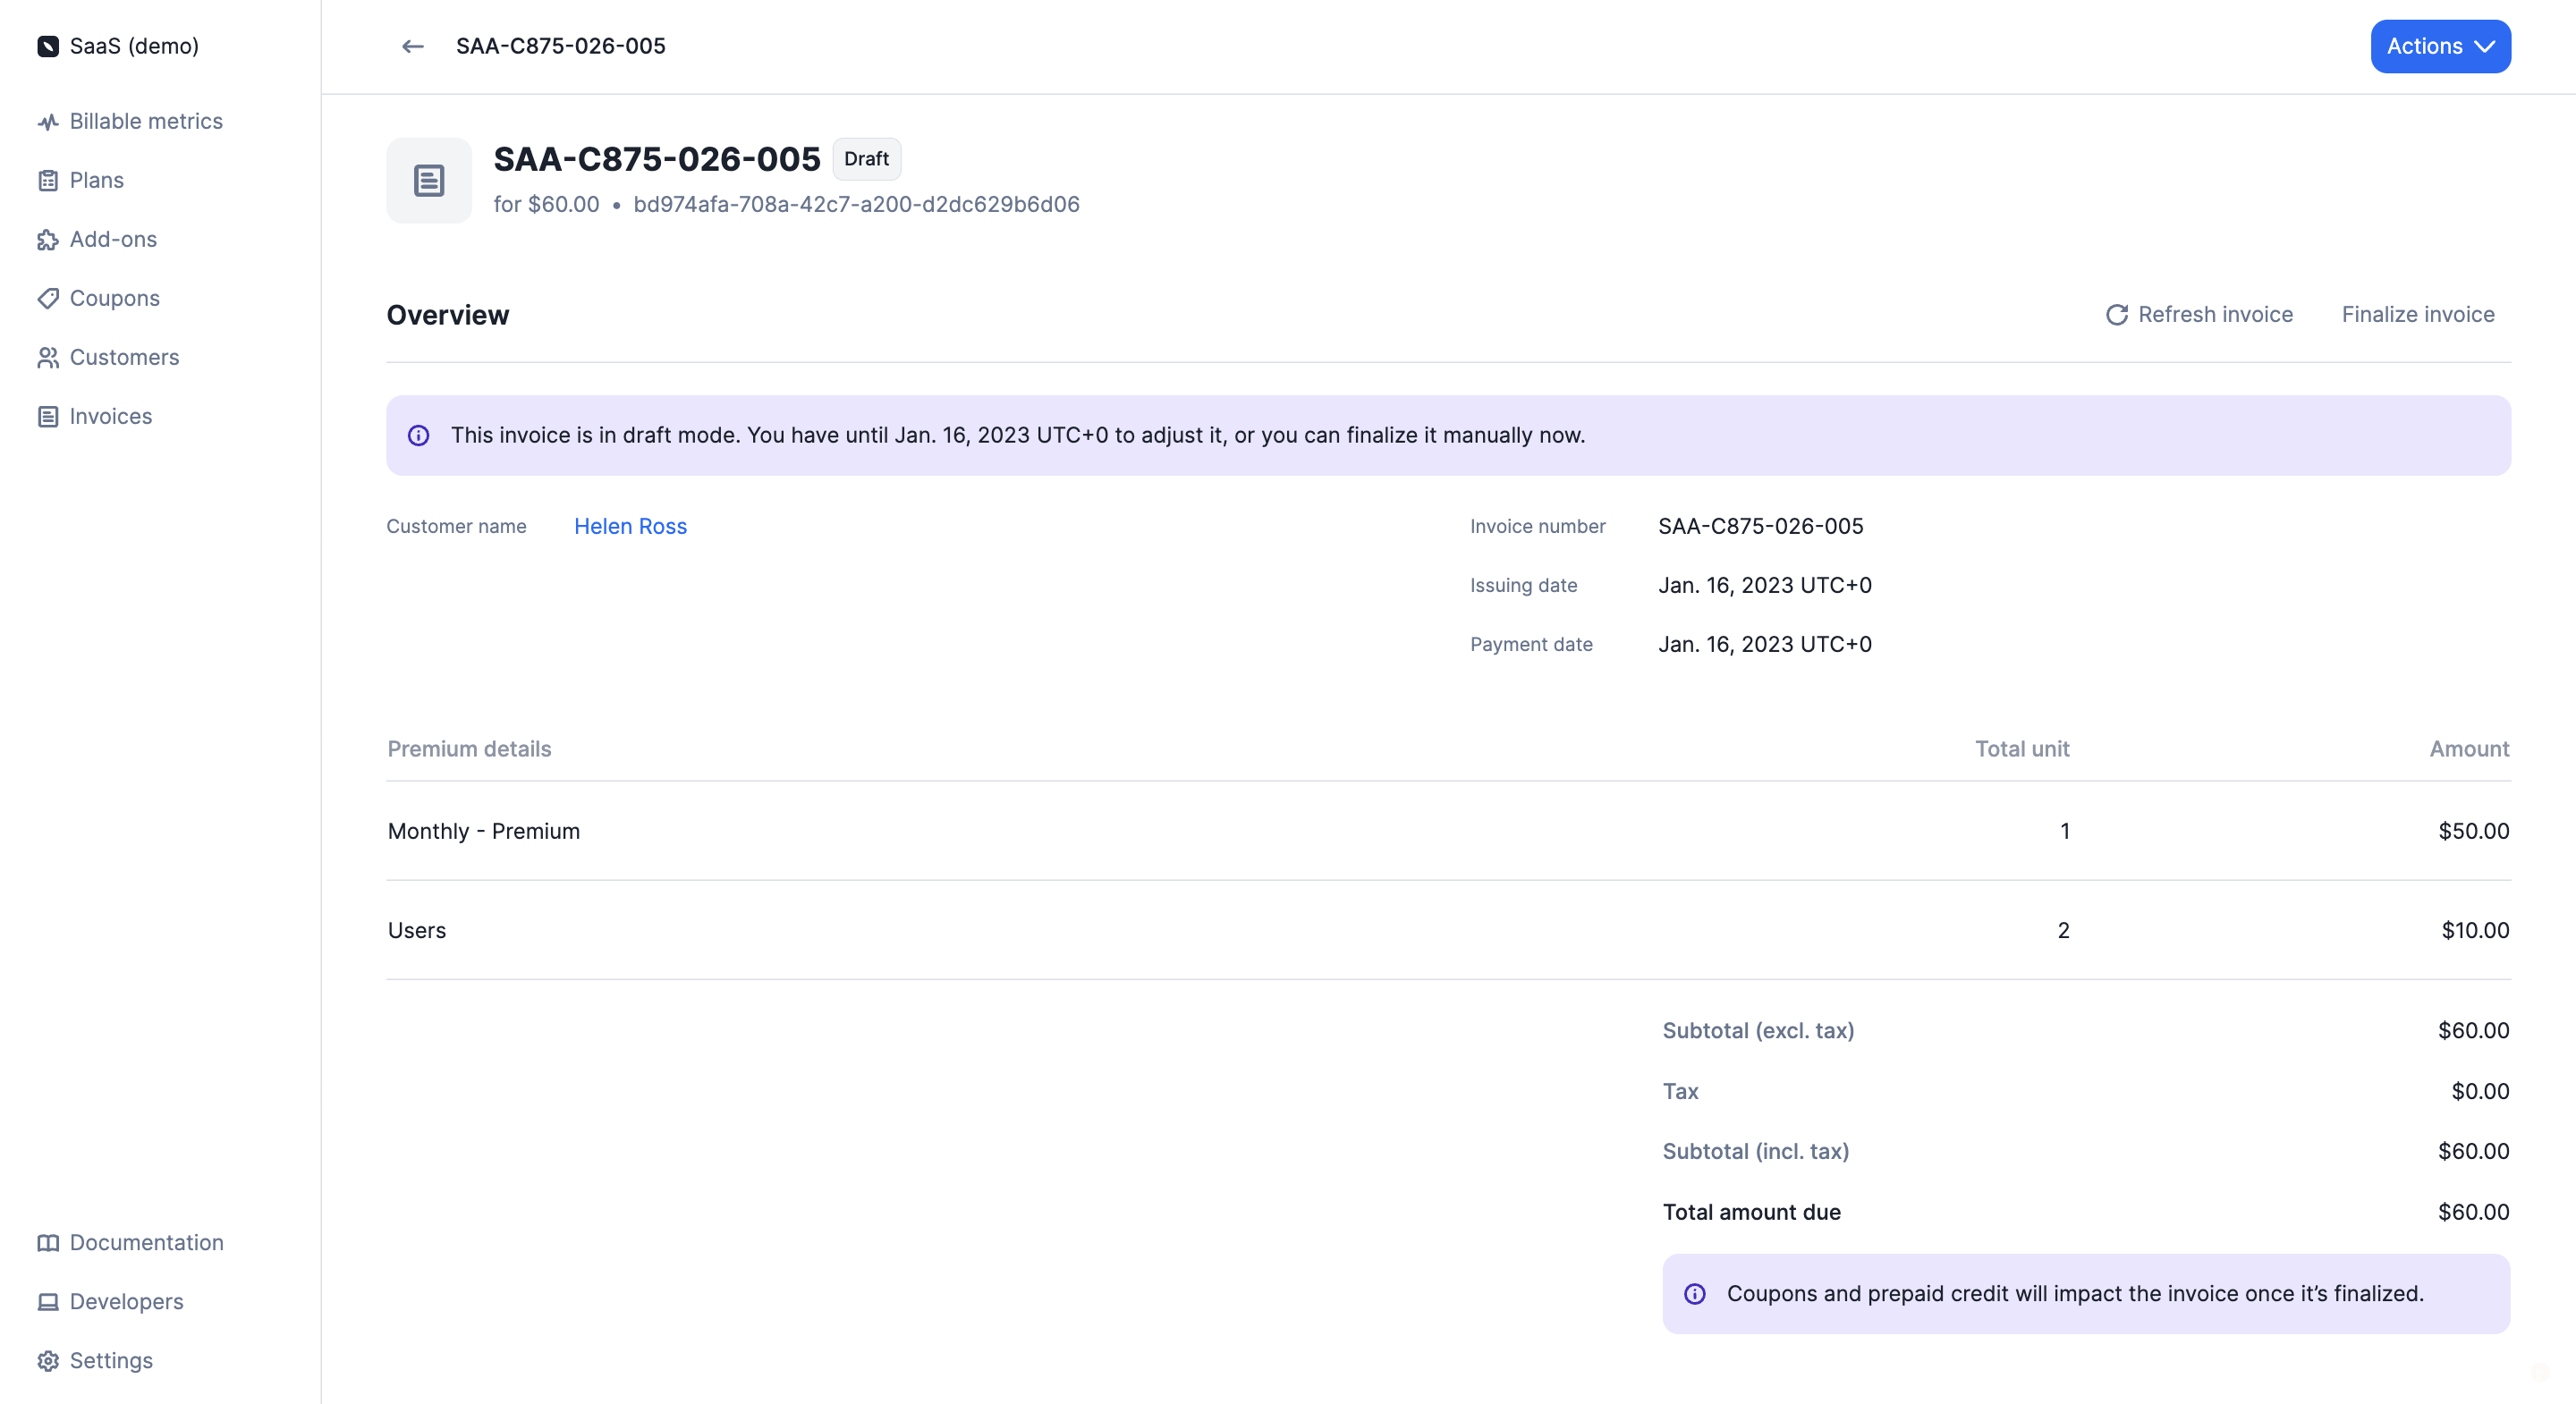 SaaS (demo)
Billable metrics
Plans
Add-ons
Coupons
Customers
Invoices
Documentation
Developers
Settings
SAA-C875-026-005
Actions
SAA-C875-026-005 Draft
for $60.00 • bd974afa-708a-42c7-a200-d2dc629b6d06
Overview
Refresh invoice
Finalize invoice
This invoice is in draft mode. You have until Jan. 16, 2023 UTC+0 to adjust it, or you can finalize it manually now.
Customer name Helen Ross
Invoice number SAA-C875-026-005
Issuing date Jan. 16, 2023 UTC+0
Payment date Jan. 16, 2023 UTC+0
Premium details Total unit Amount
Monthly - Premium 1 $50.00
Users 2 $10.00
Subtotal (excl. tax) $60.00
Tax $0.00
Subtotal (incl. tax) $60.00
Total amount due $60.00
Coupons and prepaid credit will impact the invoice once it’s finalized.